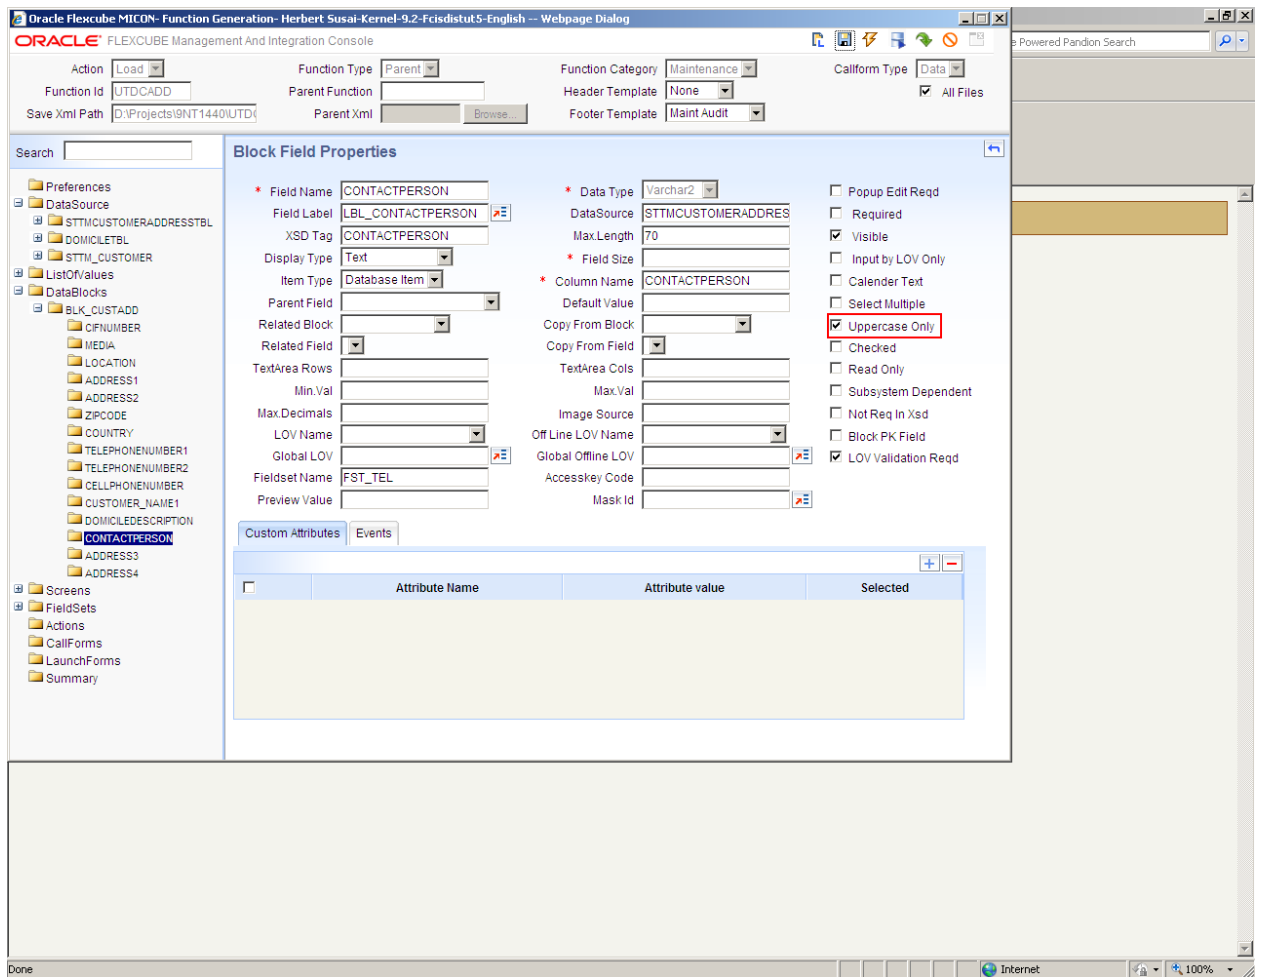 Oracle Flexcube MICON- Function Generation- Herbert Susai-Kernel-9.2-Fcisdistut5-English -- Webpage Dialog
ORACLE FLEXCUBE Management And Integration Console
e Powered Pandion Search
Action Load Function Type Parent Function Category Maintenance Callform Type Data
Function Id UTDCADD Parent Function Header Template None All Files
Save Xml Path D:\Projects\9NT1440\UTD Parent Xml Browse... Footer Template Maint Audit
Search
Preferences
DataSource
STTMCUSTOMERADDRESSTBL
DOMICILETBL
STTM_CUSTOMER
ListOfValues
DataBlocks
BLK_CUSTADD
CIFNUMBER
MEDIA
LOCATION
ADDRESS1
ADDRESS2
ZIPCODE
COUNTRY
TELEPHONENUMBER1
TELEPHONENUMBER2
CELLPHONENUMBER
CUSTOMER_NAME1
DOMICILEDESCRIPTION
CONTACTPERSON
ADDRESS3
ADDRESS4
Screens
FieldSets
Actions
CallForms
LaunchForms
Summary
Block Field Properties
* Field Name CONTACTPERSON * Data Type Varchar2 Popup Edit Reqd
Field Label LBL_CONTACTPERSON DataSource STTMCUSTOMERADDRES Required
XSD Tag CONTACTPERSON Max.Length 70 Visible
Display Type Text * Field Size Input by LOV Only
Item Type Database Item * Column Name CONTACTPERSON Calender Text
Parent Field Default Value Select Multiple
Related Block Copy From Block Uppercase Only
Related Field Copy From Field Checked
TextArea Rows TextArea Cols Read Only
Min.Val Max.Val Subsystem Dependent
Max.Decimals Image Source Not Req In Xsd
LOV Name Off Line LOV Name Block PK Field
Global LOV Global Offline LOV LOV Validation Reqd
Fieldset Name FST_TEL Accesskey Code
Preview Value Mask Id
Custom Attributes Events
Attribute Name Attribute value Selected
Done Internet 100%